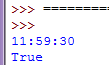 >>> =========
>>>
11:59:30
True